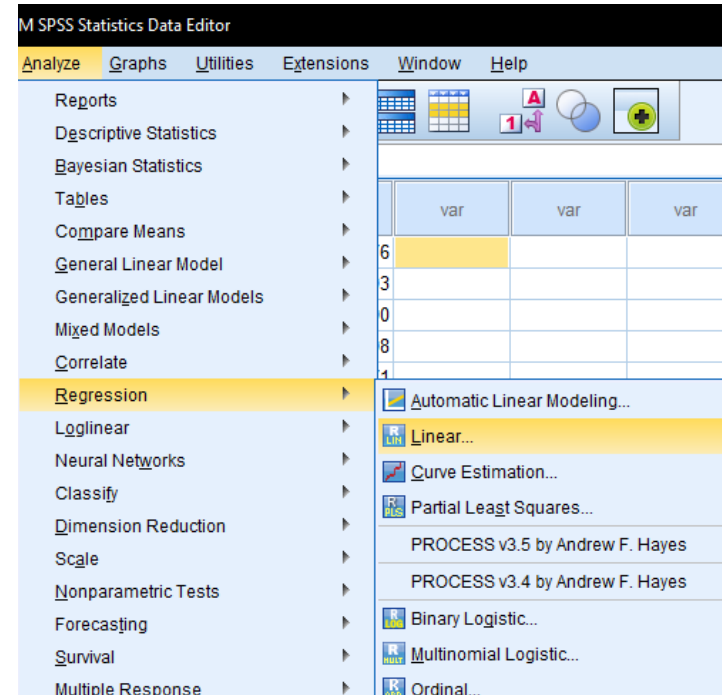 M SPSS Statistics Data Editor
Analyze Graphs Utilities Extensions Window Help
Reports
Descriptive Statistics
Bayesian Statistics
Tables
var var var
Compare Means
6
General Linear Model
3
Generalized Linear Models
0
Mixed Models
8
Correlate
Regression
Automatic Linear Modeling...
Loglinear
Linear...
Neural Networks
Curve Estimation...
Classify
Partial Least Squares...
Dimension Reduction
PROCESS v3.5 by Andrew F. Hayes
Scale
PROCESS v3.4 by Andrew F. Hayes
Nonparametric Tests
Forecasting
Binary Logistic...
Survival
Multinomial Logistic...
Multiple Response
Ordinal...